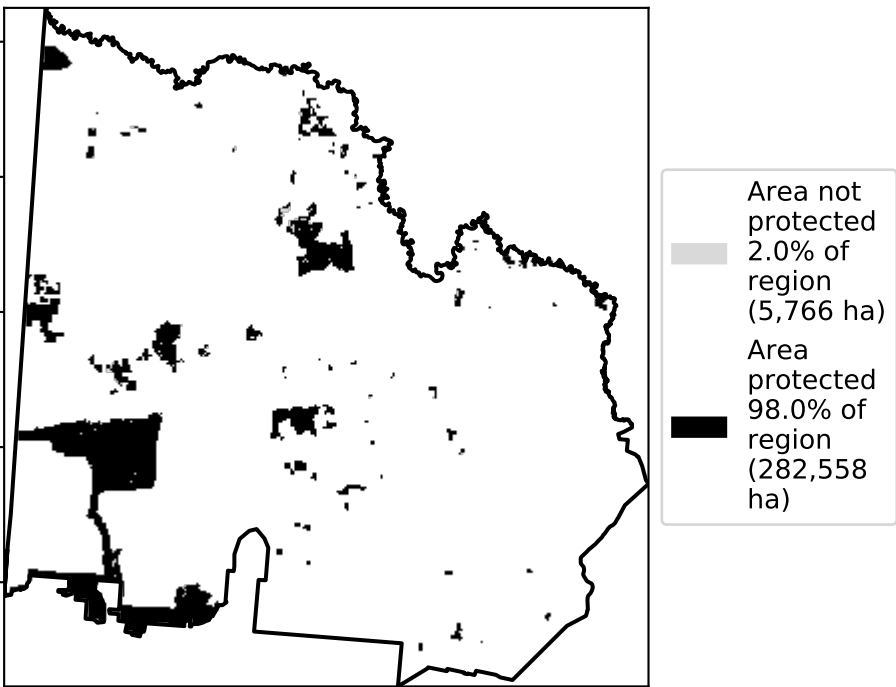 Area not
protected
2.0% of
region
(5,766 ha)
Area
protected
98.0% of
region
(282,558
ha)